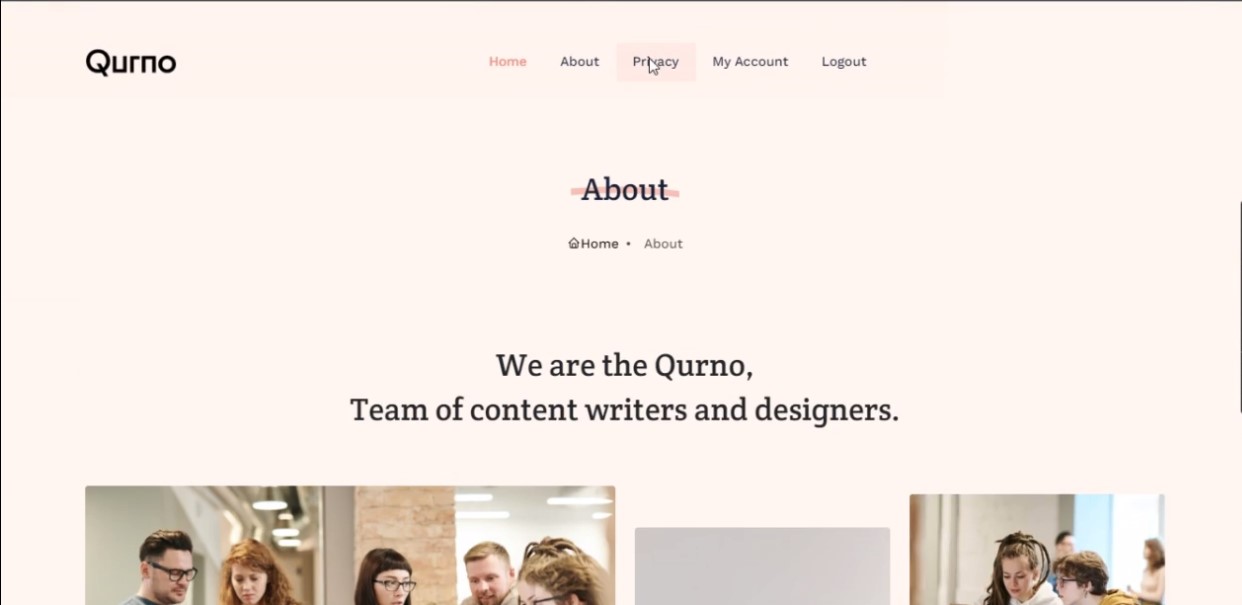 Qurno
Home About Privacy My Account Logout
About
Home • About
We are the Qurno,
Team of content writers and designers.